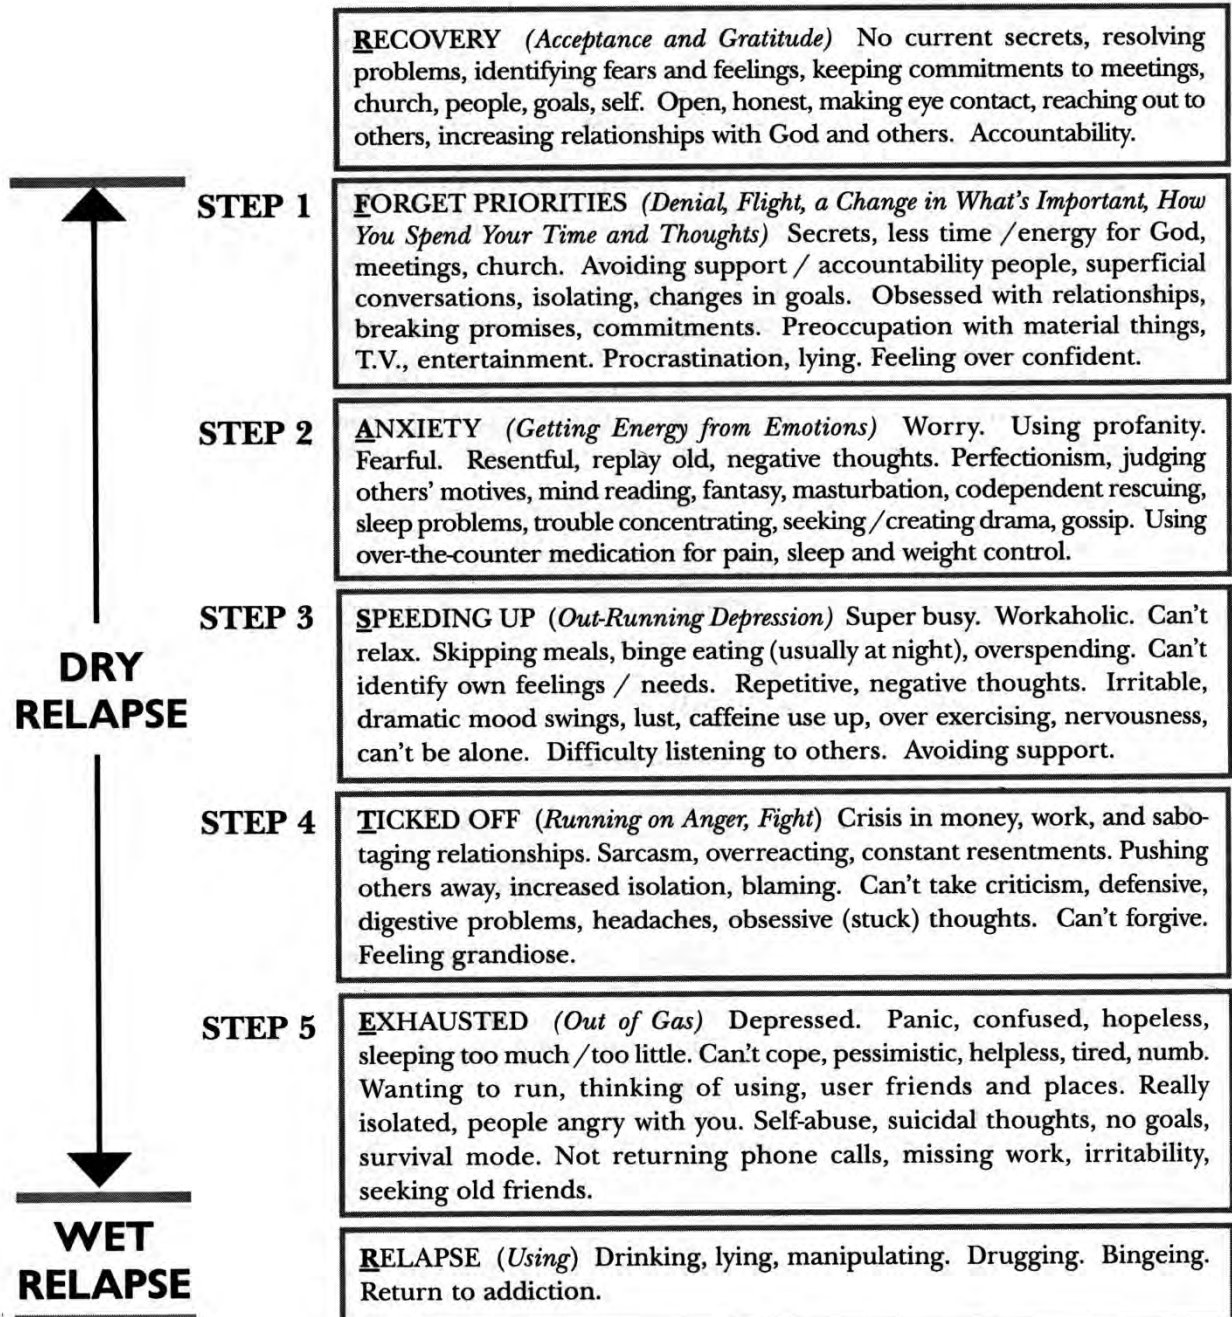 RECOVERY (Acceptance and Gratitude) No current secrets, resolving
problems, identifying fears and feelings, keeping commitments to meetings,
church, people, goals, self. Open, honest, making eye contact, reaching out to
others, increasing relationships with God and others. Accountability.
STEP 1
FORGET PRIORITIES (Denial, Flight, a Change in What's Important, How
You Spend Your Time and Thoughts) Secrets, less time / energy for God,
meetings, church. Avoiding support / accountability people, superficial
conversations, isolating, changes in goals. Obsessed with relationships,
breaking promises, commitments. Preoccupation with material things,
T.V., entertainment. Procrastination, lying. Feeling over confident.
STEP 2
ANXIETY (Getting Energy from Emotions) Worry. Using profanity.
Fearful. Resentful, replay old, negative thoughts. Perfectionism, judging
others' motives, mind reading, fantasy, masturbation, codependent rescuing,
sleep problems, trouble concentrating, seeking / creating drama, gossip. Using
over-the-counter medication for pain, sleep and weight control.
DRY
RELAPSE
STEP 3
SPEEDING UP (Out-Running Depression) Super busy. Workaholic. Can't
relax. Skipping meals, binge eating (usually at night), overspending. Can't
identify own feelings / needs. Repetitive, negative thoughts. Irritable,
dramatic mood swings, lust, caffeine use up, over exercising, nervousness,
can't be alone. Difficulty listening to others. Avoiding support.
STEP 4
TICKED OFF (Running on Anger, Fight) Crisis in money, work, and sabo-
taging relationships. Sarcasm, overreacting, constant resentments. Pushing
others away, increased isolation, blaming. Can't take criticism, defensive,
digestive problems, headaches, obsessive (stuck) thoughts. Can't forgive.
Feeling grandiose.
STEP 5
EXHAUSTED (Out of Gas) Depressed. Panic, confused, hopeless,
sleeping too much / too little. Can't cope, pessimistic, helpless, tired, numb.
Wanting to run, thinking of using, user friends and places. Really
isolated, people angry with you. Self-abuse, suicidal thoughts, no goals,
survival mode. Not returning phone calls, missing work, irritability,
seeking old friends.
WET
RELAPSE
RELAPSE (Using) Drinking, lying, manipulating. Drugging. Bingeing.
Return to addiction.